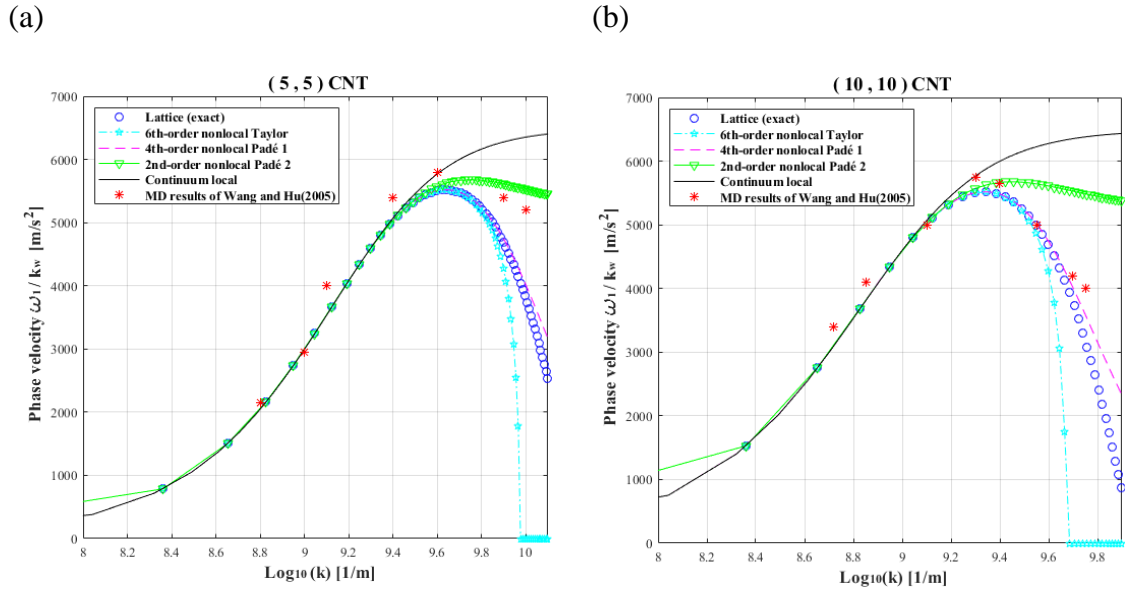 (a)
(b)
( 5 , 5 ) CNT
7000
6000
5000
4000
3000
2000
1000
0
Phase velocity ω₁ / k_w [m/s²]
Lattice (exact)
6th-order nonlocal Taylor
4th-order nonlocal Padé 1
2nd-order nonlocal Padé 2
Continuum local
MD results of Wang and Hu(2005)
8 8.2 8.4 8.6 8.8 9 9.2 9.4 9.6 9.8 10
Log₁₀ (k) [1/m]
( 10 , 10 ) CNT
7000
6000
5000
4000
3000
2000
1000
0
Phase velocity ω₁ / k_w [m/s²]
Lattice (exact)
6th-order nonlocal Taylor
4th-order nonlocal Padé 1
2nd-order nonlocal Padé 2
Continuum local
MD results of Wang and Hu(2005)
8 8.2 8.4 8.6 8.8 9 9.2 9.4 9.6 9.8
Log₁₀(k) [1/m]